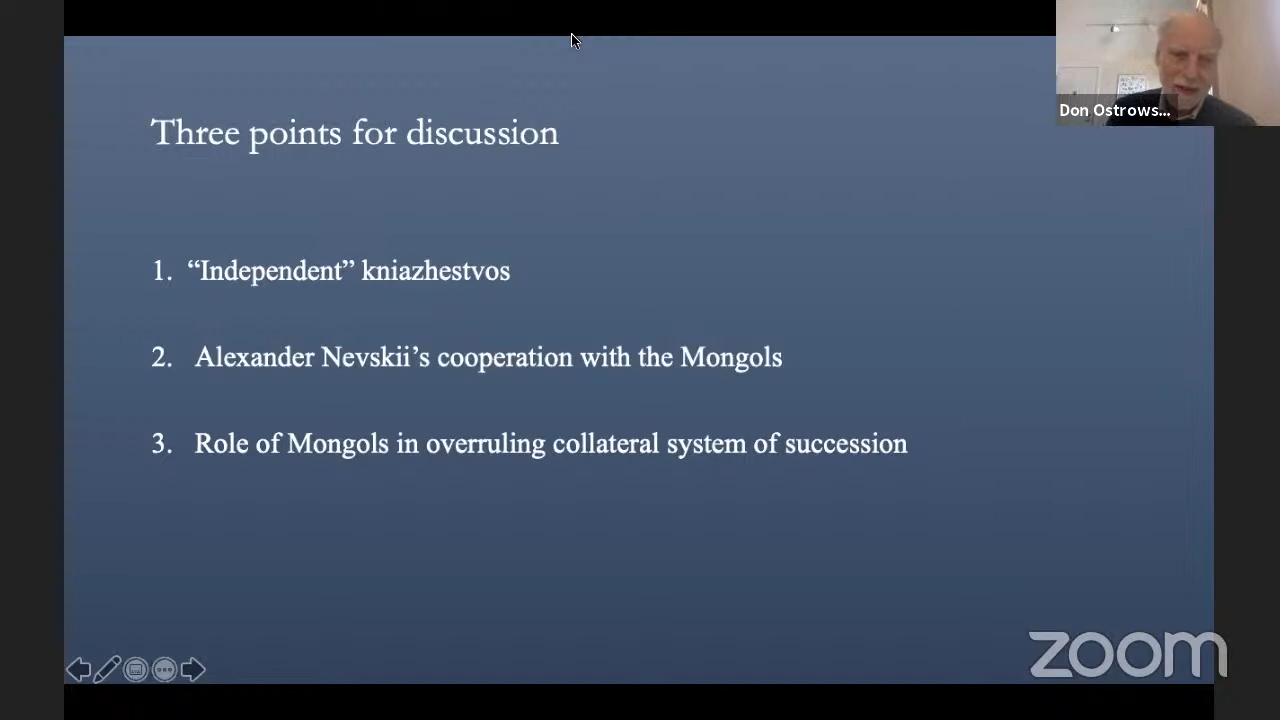 Don Ostrows...
Three points for discussion
1. “Independent” kniazhestvos
2. Alexander Nevskii’s cooperation with the Mongols
3. Role of Mongols in overruling collateral system of succession
zoom